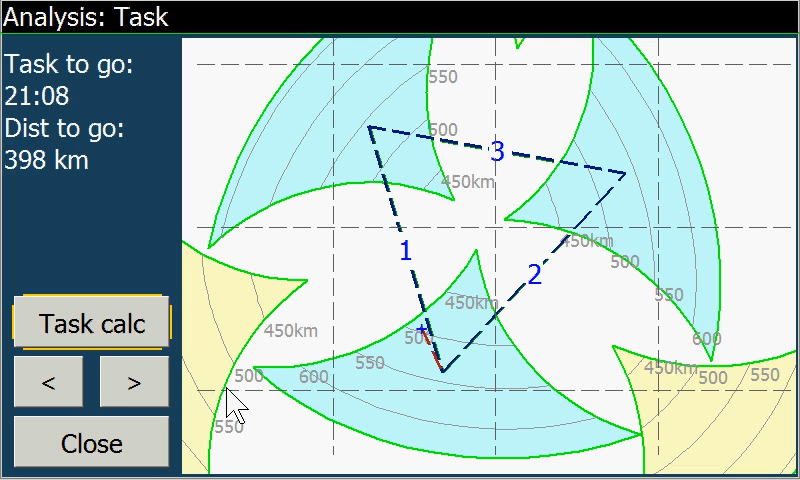 Analysis: Task
Task to go:
21:08
Dist to go:
398 km
Task calc
<
>
Close
550
500
3
450km
450km
1
500
2
550
450km
450km
600
550
500
600
450km
500
550
550